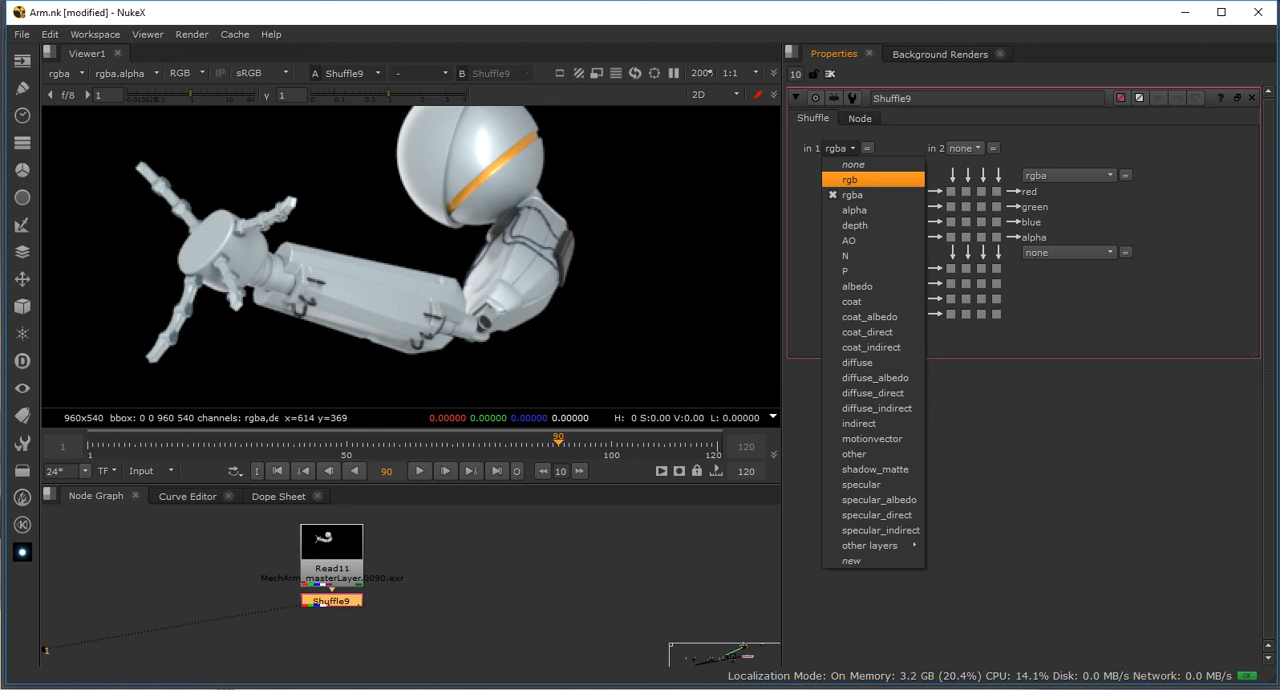 Arm.nk [modified] - NukeX
File Edit Workspace Viewer Render Cache Help
Viewer1
rgba rgba.alpha RGB IP sRGB A Shuffle9 - B Shuffle9 200% 1:1
f/8 1 γ 1 2D
960x540 bbox: 0 0 960 540 channels: rgba,de x=614 y=369 0.00000 0.00000 0.00000 0.00000 H: 0 S:0.00 V:0.00 L: 0.00000
1 1 50 90 100 120 120
24* TF Input I 90 O 10 120
Node Graph Curve Editor Dope Sheet
Read11
MechArm_masterLayer.0090.exr
Shuffle9
1
Properties Background Renders
10
Shuffle9
Shuffle Node
in 1 rgba = in 2 none =
none
rgb
rgba
alpha
depth
AO
N
P
albedo
coat
coat_albedo
coat_direct
coat_indirect
diffuse
diffuse_albedo
diffuse_direct
diffuse_indirect
indirect
motionvector
other
shadow_matte
specular
specular_albedo
specular_direct
specular_indirect
other layers
new
rgba =
red
green
blue
alpha
none =
Localization Mode: On Memory: 3.2 GB (20.4%) CPU: 14.1% Disk: 0.0 MB/s Network: 0.0 MB/s